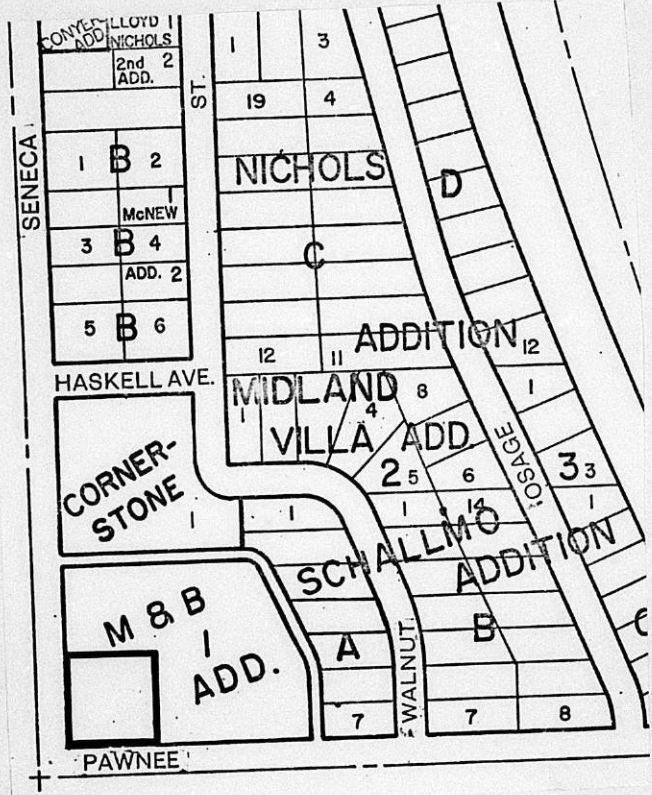 CONYER ADD.
LLOYD 1
NICHOLS
2nd 2
ADD.
SENECA
ST.
1 B 2
1
McNEW
3 B 4
ADD. 2
5 B 6
1 3
19 4
NICHOLS
D
C
ADDITION
12 11
12
HASKELL AVE.
MIDLAND
1 4 8
1
VILLA ADD.
2 5 6
OSAGE
3 3
CORNER-
STONE
1
1
1 14
1
SCHALLMO
ADDITION
M & B
1
ADD.
A
B
7
WALNUT
7
8
PAWNEE